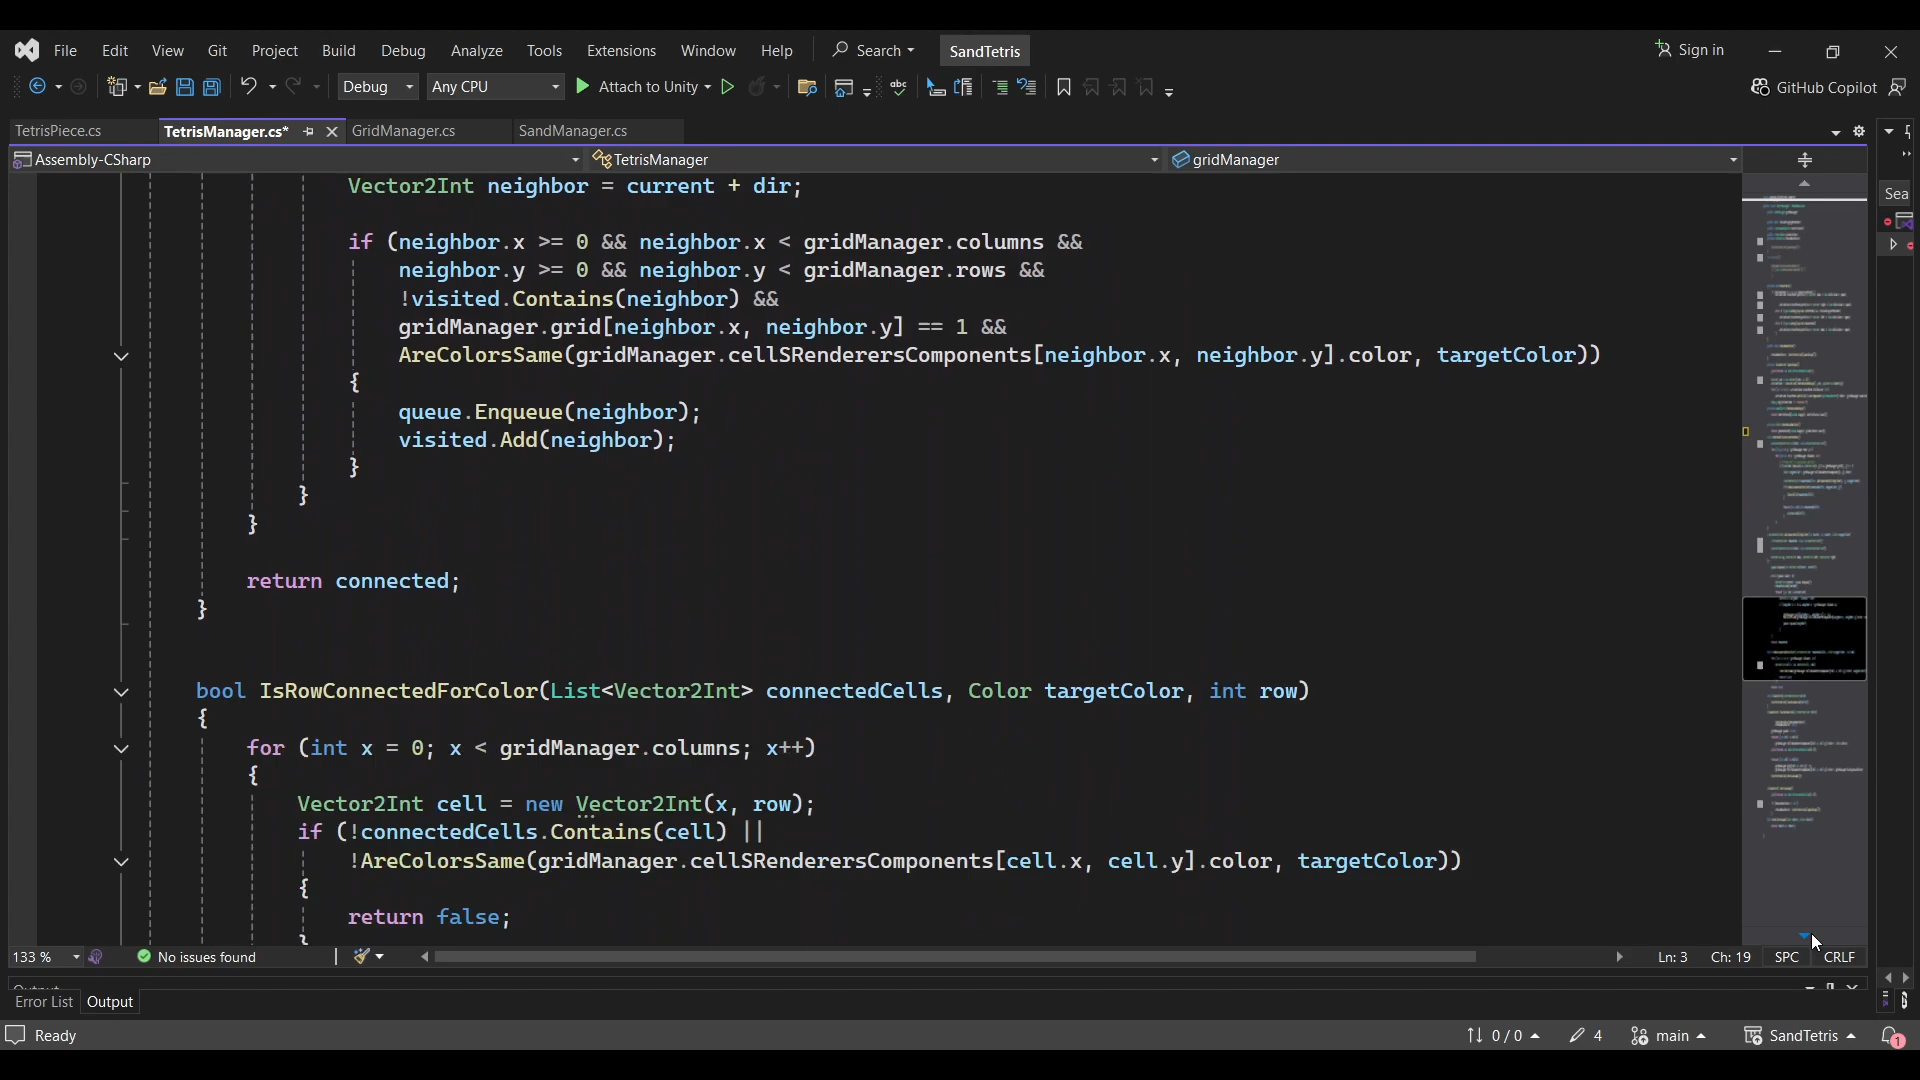 File Edit View Git Project Build Debug Analyze Tools Extensions Window Help Search SandTetris Sign in
Debug Any CPU Attach to Unity abc GitHub Copilot
TetrisPiece.cs TetrisManager.cs* GridManager.cs SandManager.cs
Assembly-CSharp TetrisManager gridManager
Vector2Int neighbor = current + dir;
if (neighbor.x >= 0 && neighbor.x < gridManager.columns &&
neighbor.y >= 0 && neighbor.y < gridManager.rows &&
!visited.Contains(neighbor) &&
gridManager.grid[neighbor.x, neighbor.y] == 1 &&
AreColorsSame(gridManager.cellSRenderersComponents[neighbor.x, neighbor.y].color, targetColor))
{
queue.Enqueue(neighbor);
visited.Add(neighbor);
}
}
}
return connected;
}
bool IsRowConnectedForColor(List<Vector2Int> connectedCells, Color targetColor, int row)
{
for (int x = 0; x < gridManager.columns; x++)
{
Vector2Int cell = new Vector2Int(x, row);
if (!connectedCells.Contains(cell) ||
!AreColorsSame(gridManager.cellSRenderersComponents[cell.x, cell.y].color, targetColor))
{
return false;
}
Sea
133 % No issues found Ln: 3 Ch: 19 SPC CRLF
Output
Error List Output
Ready 0 / 0 4 main SandTetris 1